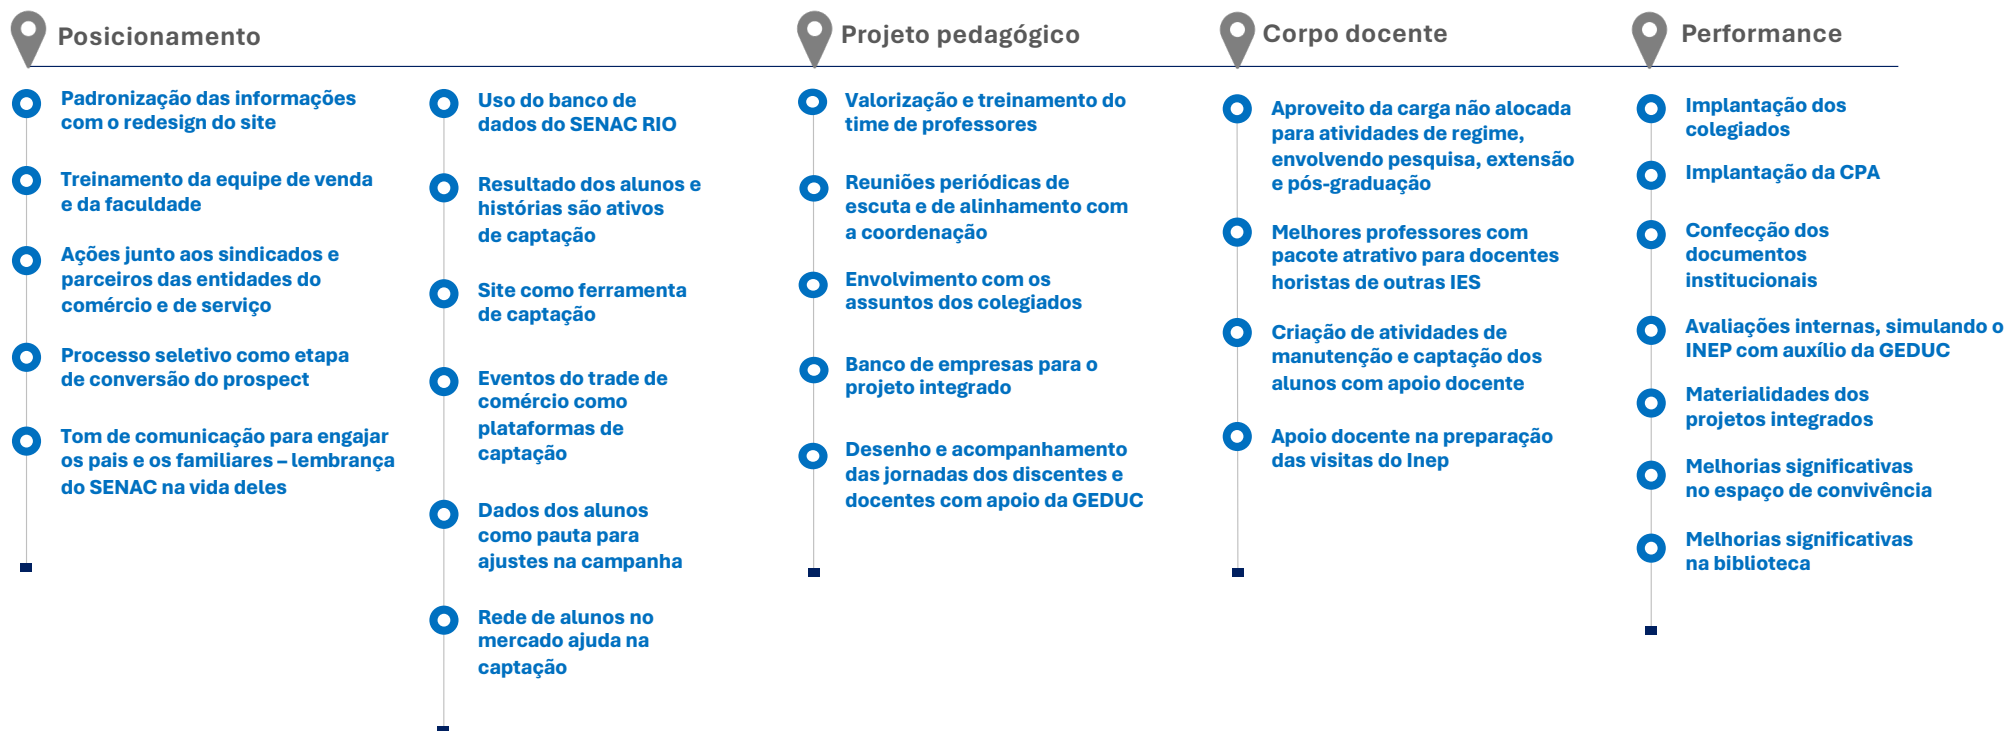 Posicionamento
Padronização das informações
com o redesign do site
Treinamento da equipe de venda
e da faculdade
Ações junto aos sindicados e
parceiros das entidades do
comércio e de serviço
Processo seletivo como etapa
de conversão do prospect
Tom de comunicação para engajar
os pais e os familiares – lembrança
do SENAC na vida deles
Uso do banco de
dados do SENAC RIO
Resultado dos alunos e
histórias são ativos
de captação
Site como ferramenta
de captação
Eventos do trade de
comércio como
plataformas de
captação
Dados dos alunos
como pauta para
ajustes na campanha
Rede de alunos no
mercado ajuda na
captação
Projeto pedagógico
Valorização e treinamento do
time de professores
Reuniões periódicas de
escuta e de alinhamento com
a coordenação
Envolvimento com os
assuntos dos colegiados
Banco de empresas para o
projeto integrado
Desenho e acompanhamento
das jornadas dos discentes e
docentes com apoio da GEDUC
Corpo docente
Aproveito da carga não alocada
para atividades de regime,
envolvendo pesquisa, extensão
e pós-graduação
Melhores professores com
pacote atrativo para docentes
horistas de outras IES
Criação de atividades de
manutenção e captação dos
alunos com apoio docente
Apoio docente na preparação
das visitas do Inep
Performance
Implantação dos
colegiados
Implantação da CPA
Confecção dos
documentos
institucionais
Avaliações internas, simulando o
INEP com auxílio da GEDUC
Materialidades dos
projetos integrados
Melhorias significativas
no espaço de convivência
Melhorias significativas
na biblioteca